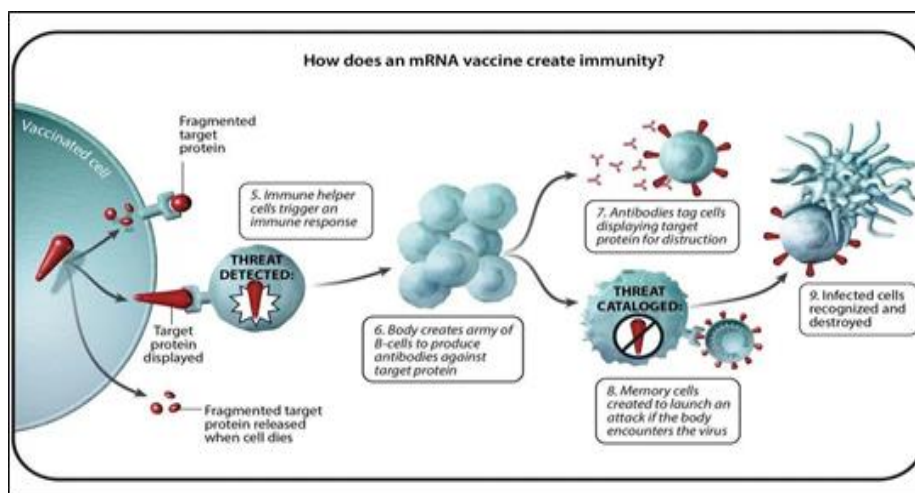 How does an mRNA vaccine create immunity?
Vaccinated cell
Fragmented
target
protein
5. Immune helper
cells trigger an
immune response
THREAT
DETECTED:
Target
protein
displayed
Fragmented target
protein released
when cell dies
6. Body creates army of
B-cells to produce
antibodies against
target protein
7. Antibodies tag cells
displaying target
protein for distruction
THREAT
CATALOGED:
8. Memory cells
created to launch an
attack if the body
encounters the virus
9. Infected cells
recognized and
destroyed